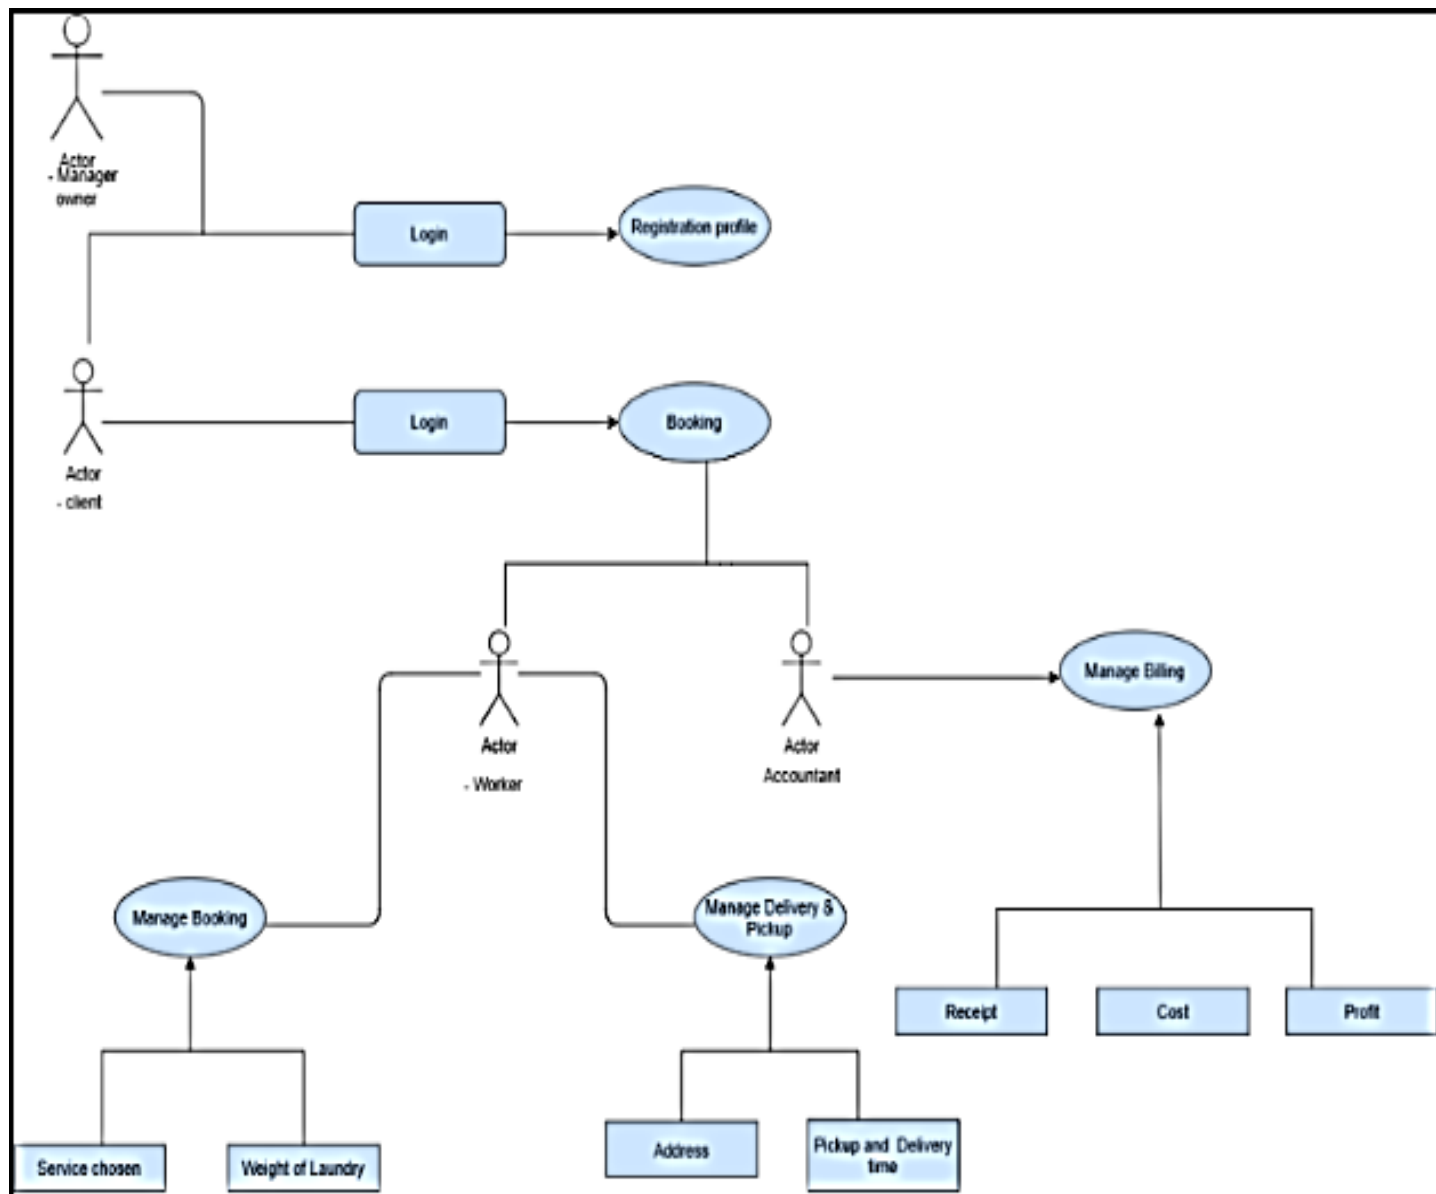 Actor
- Manager
owner
Login
Registration profile
Actor
- client
Login
Booking
Actor
- Worker
Actor
Accountant
Manage Billing
Manage Booking
Manage Delivery &
Pickup
Receipt
Cost
Profit
Service chosen
Weight of Laundry
Address
Pickup and Delivery
time